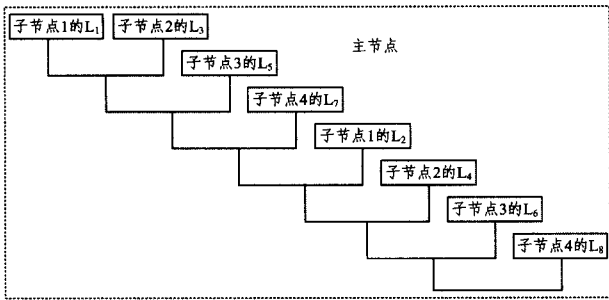 子节点1的L₁ 子节点2的L₃
主节点
子节点3的L₅
子节点4的L₇
子节点1的L₂
子节点2的L₄
子节点3的L₆
子节点4的L₈